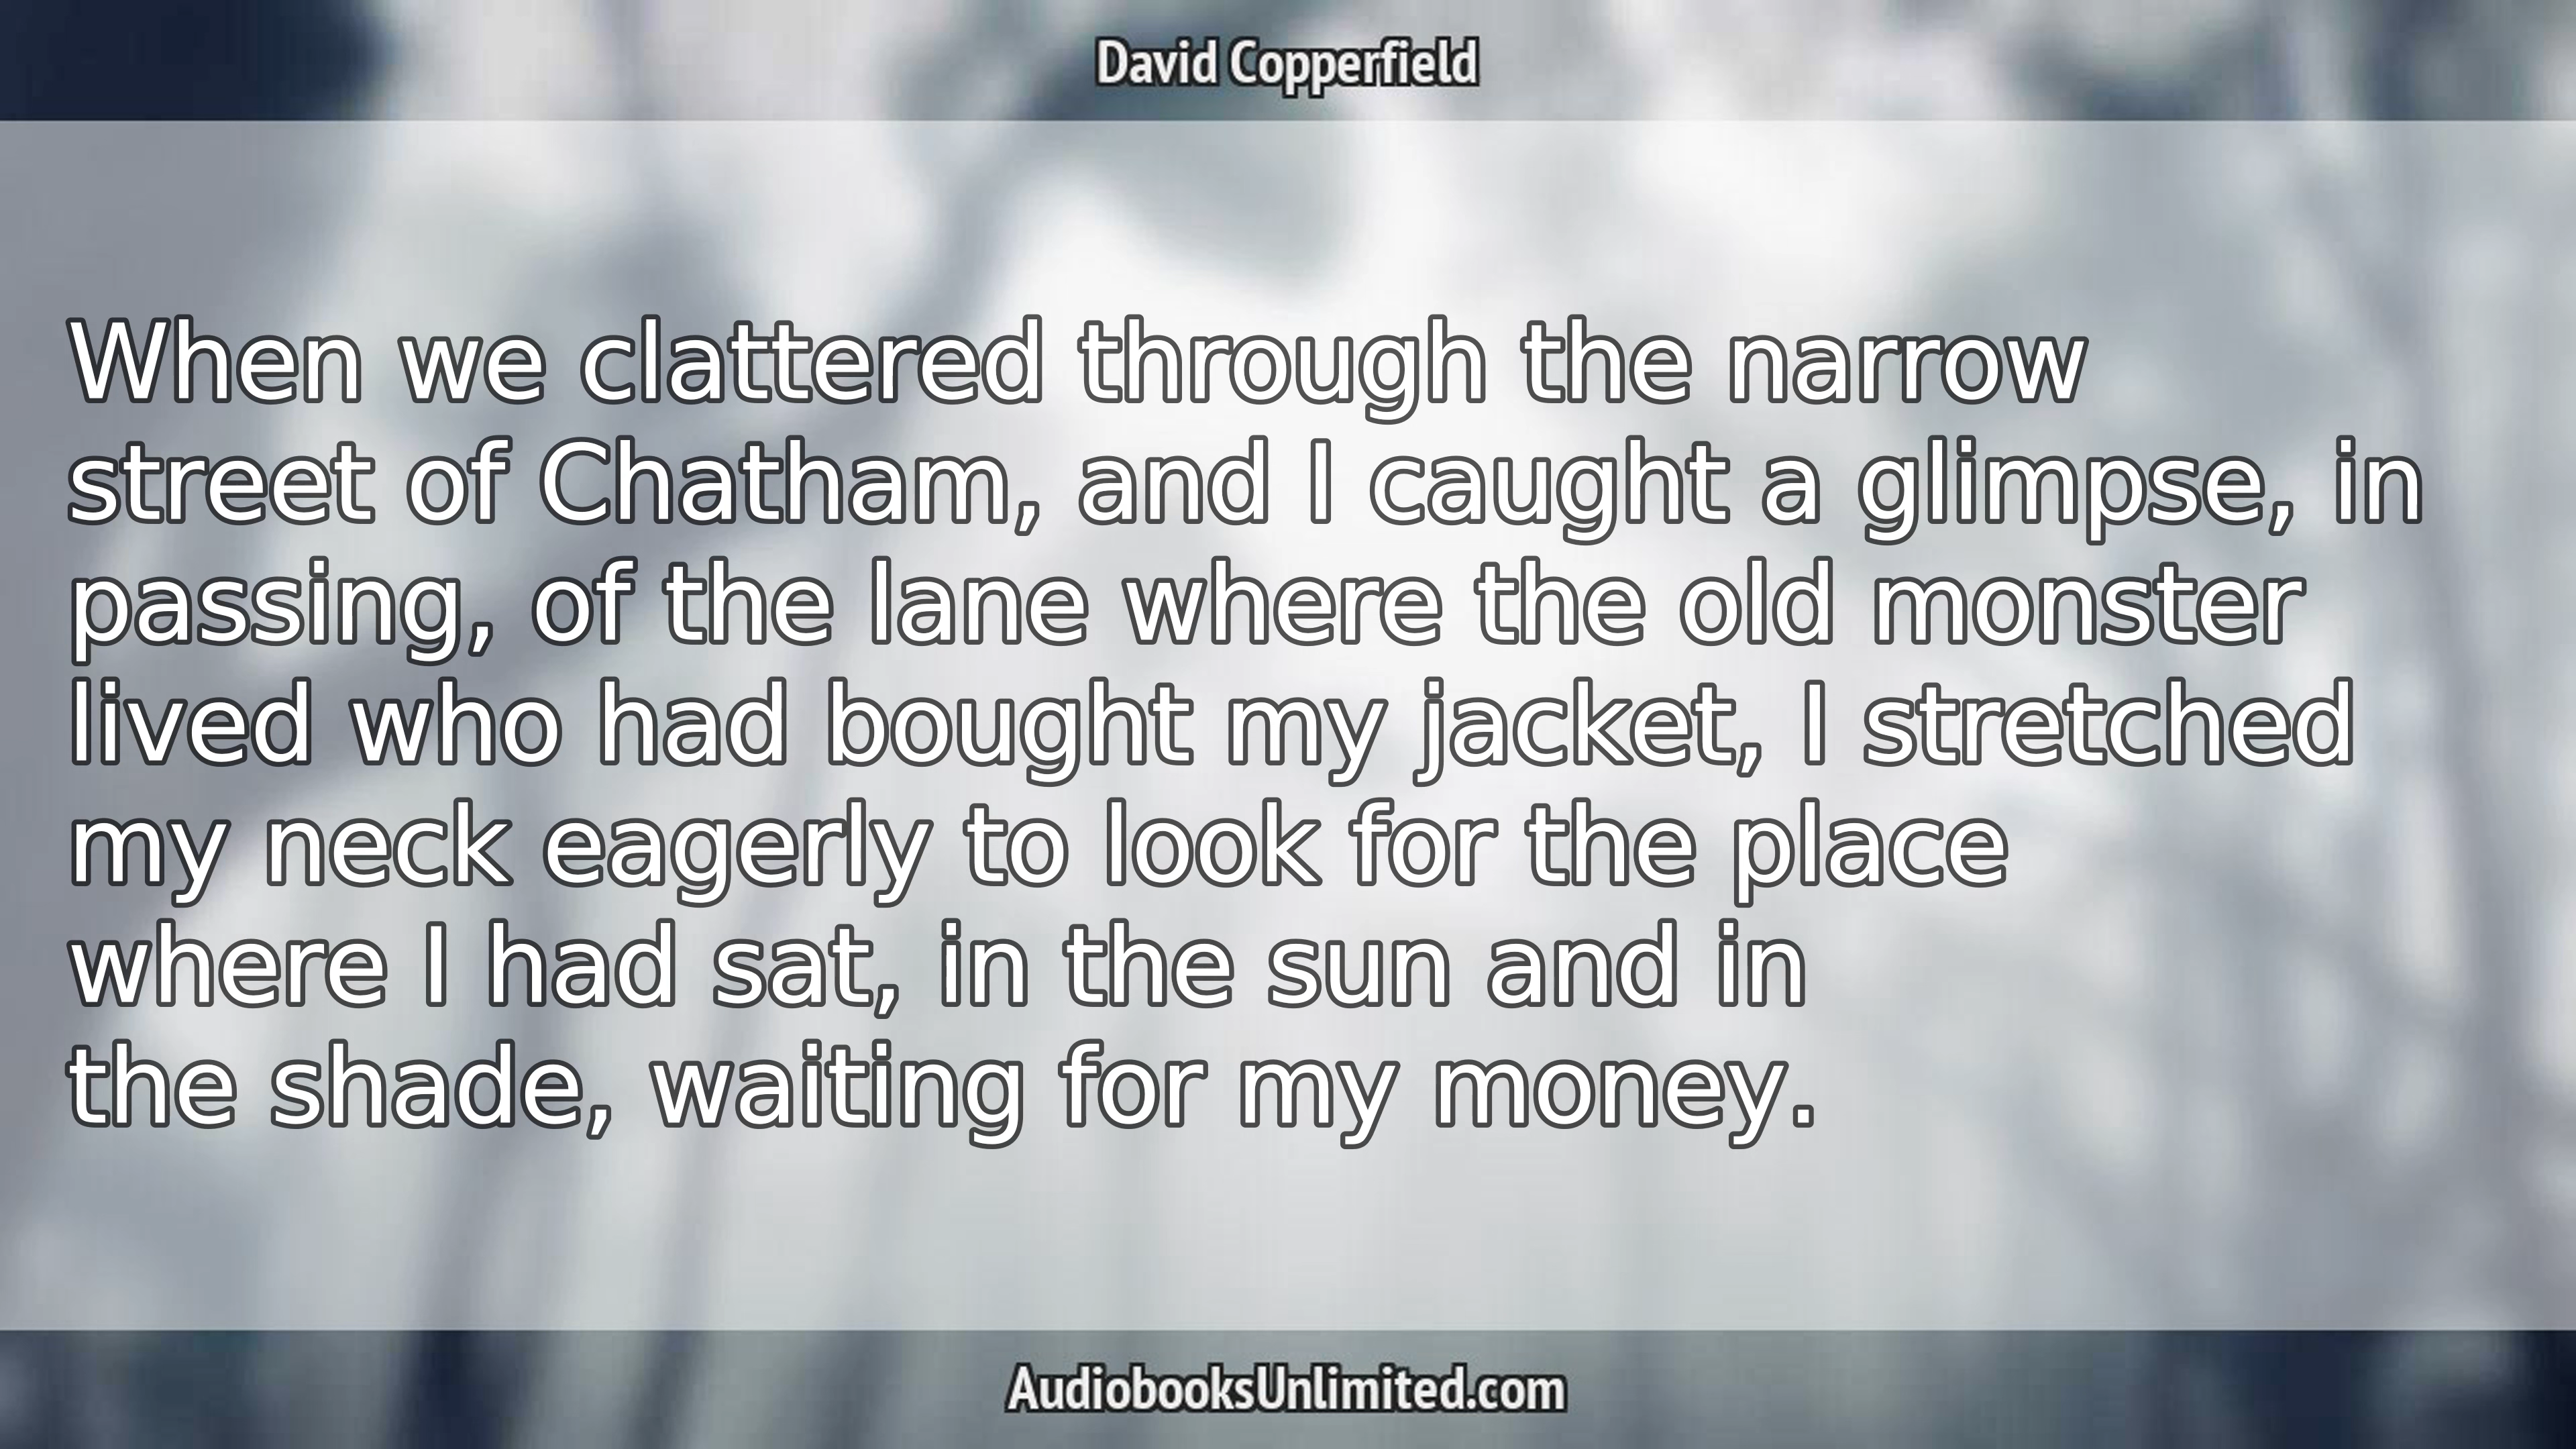 David Copperfield
When we clattered through the narrow
street of Chatham, and I caught a glimpse, in
passing, of the lane where the old monster
lived who had bought my jacket, I stretched
my neck eagerly to look for the place
where I had sat, in the sun and in
the shade, waiting for my money.
AudiobooksUnlimited.com